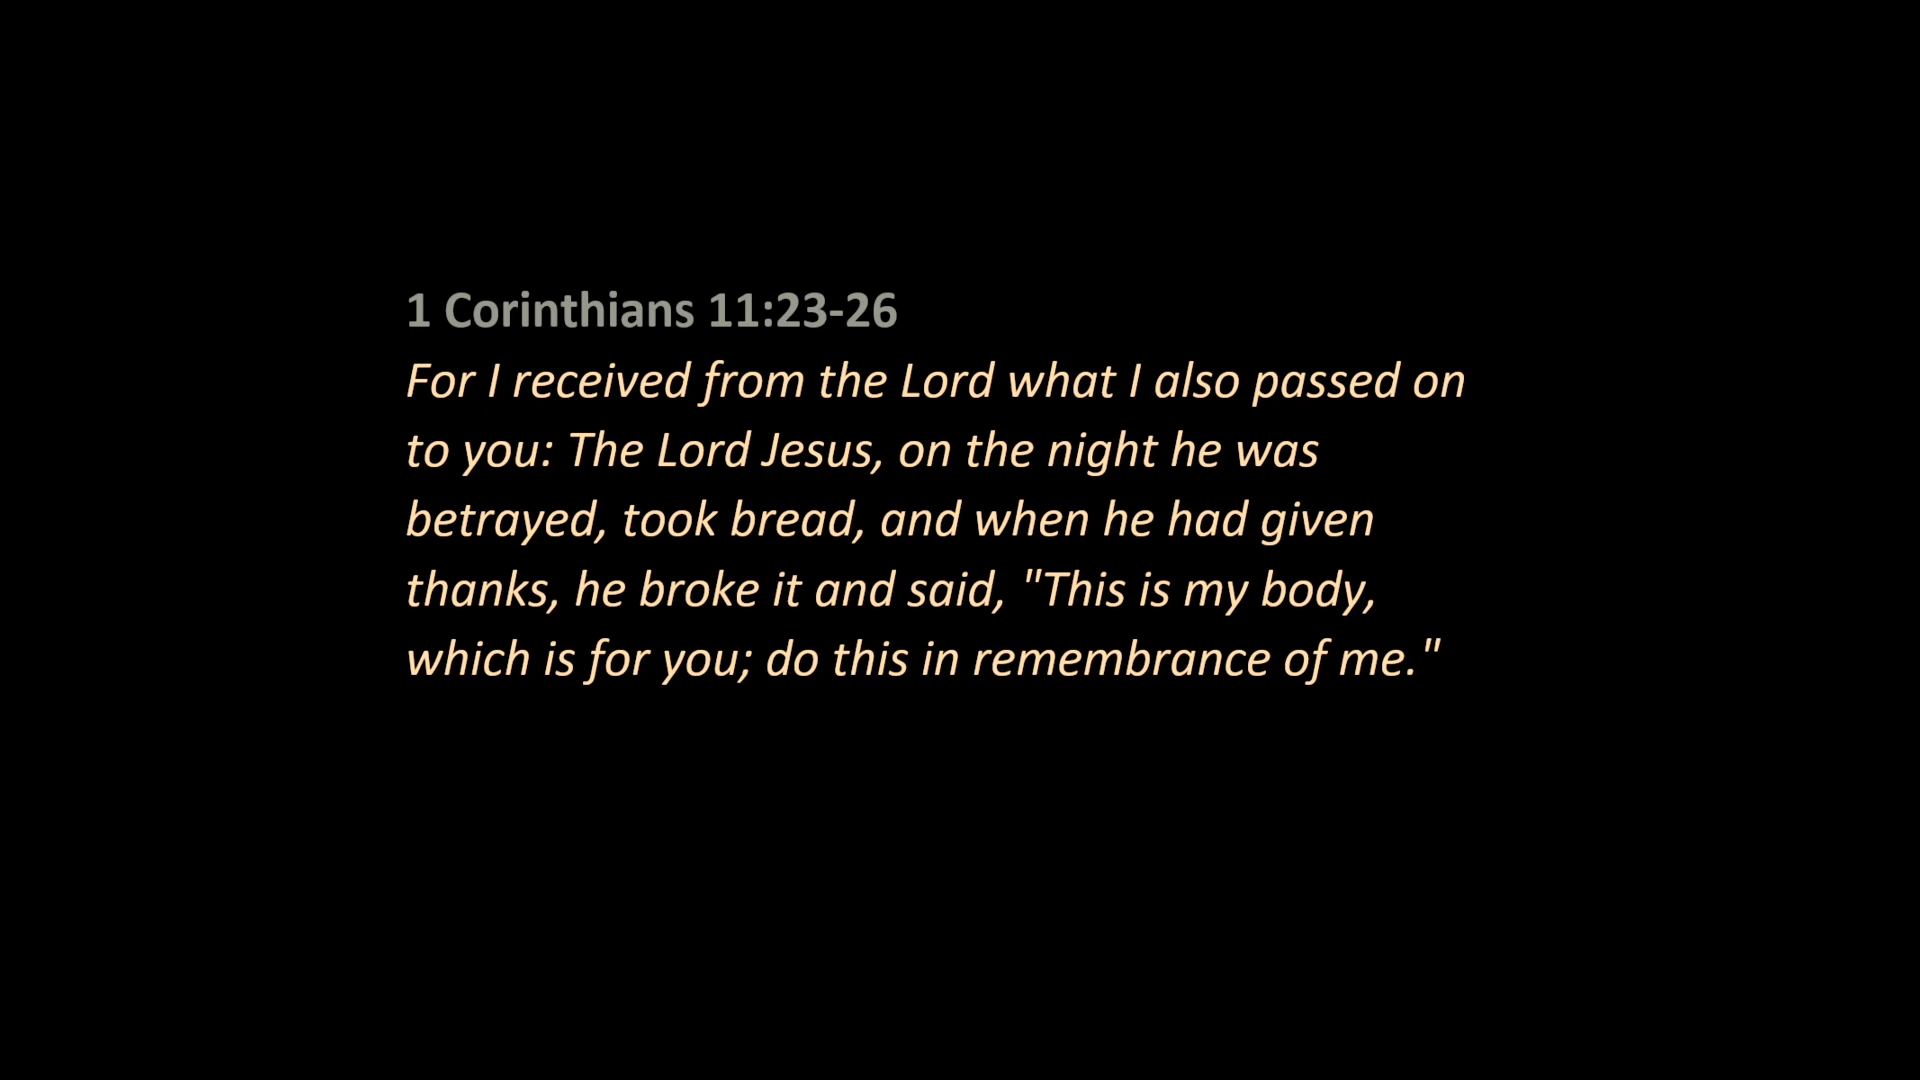 1 Corinthians 11:23-26
For I received from the Lord what I also passed on
to you: The Lord Jesus, on the night he was
betrayed, took bread, and when he had given
thanks, he broke it and said, "This is my body,
which is for you; do this in remembrance of me."